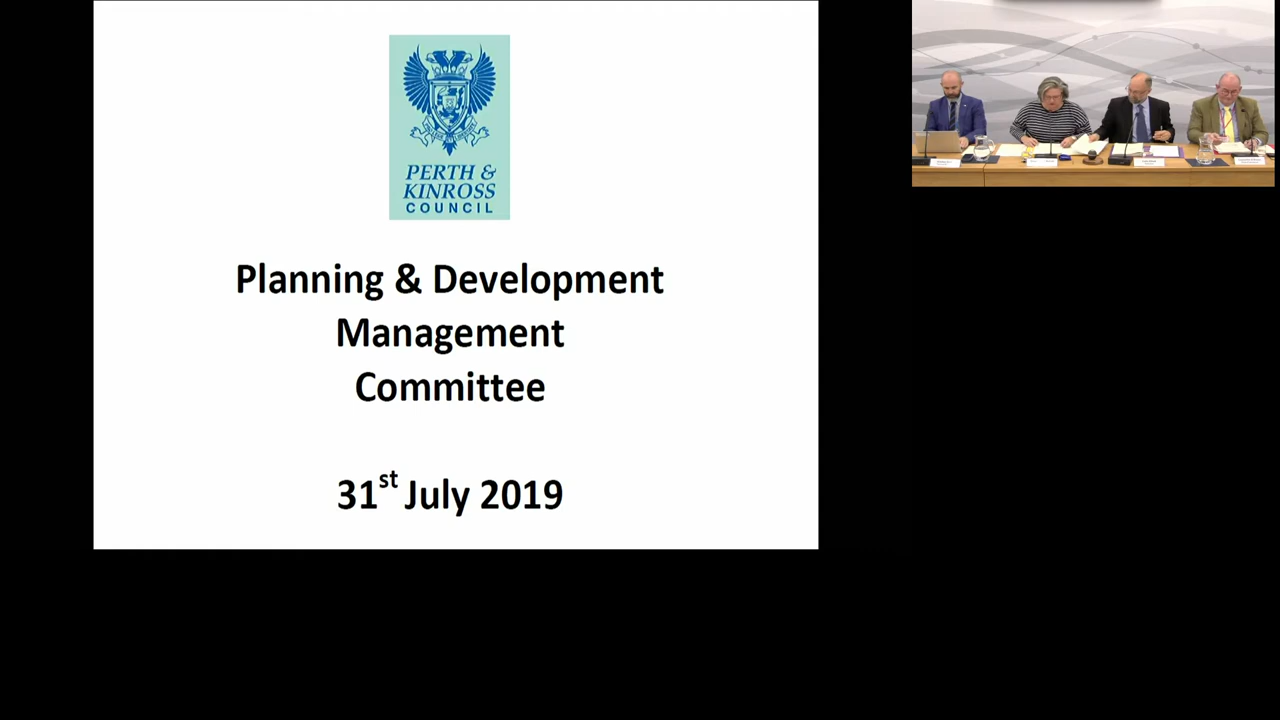 PERTH &
KINROSS
COUNCIL
Planning & Development
Management
Committee
31st July 2019